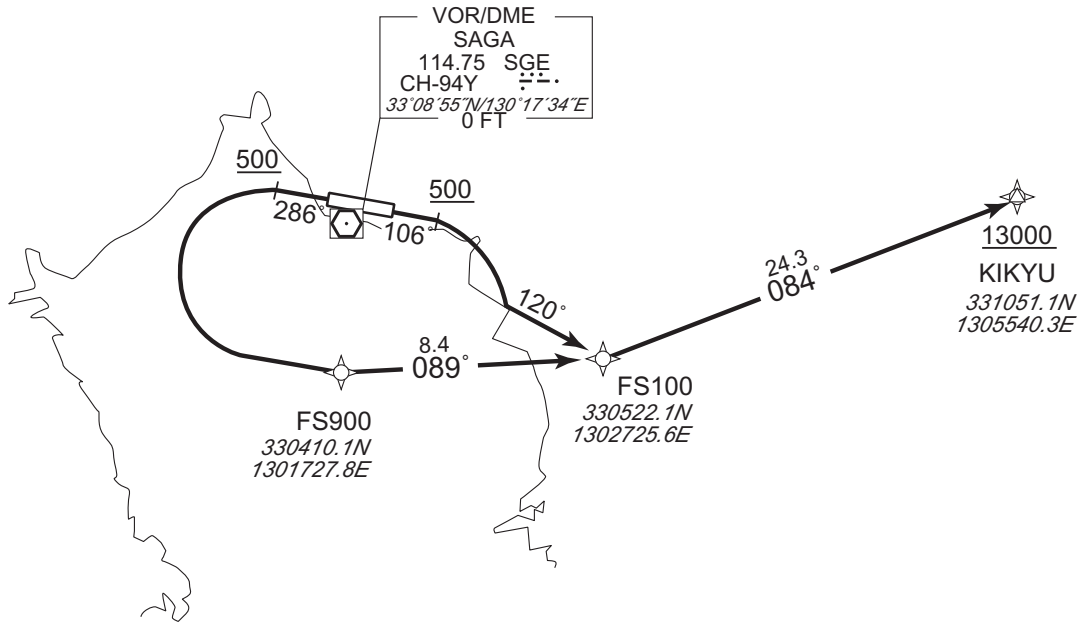 VOR/DME
SAGA
114.75 SGE
CH-94Y
33°08′55″N/130°17′34″E
0 FT
500
500
286°
106°
120°
24.3
084°
13000
KIKYU
331051.1N
1305540.3E
8.4
089°
FS100
330522.1N
1302725.6E
FS900
330410.1N
1301727.8E